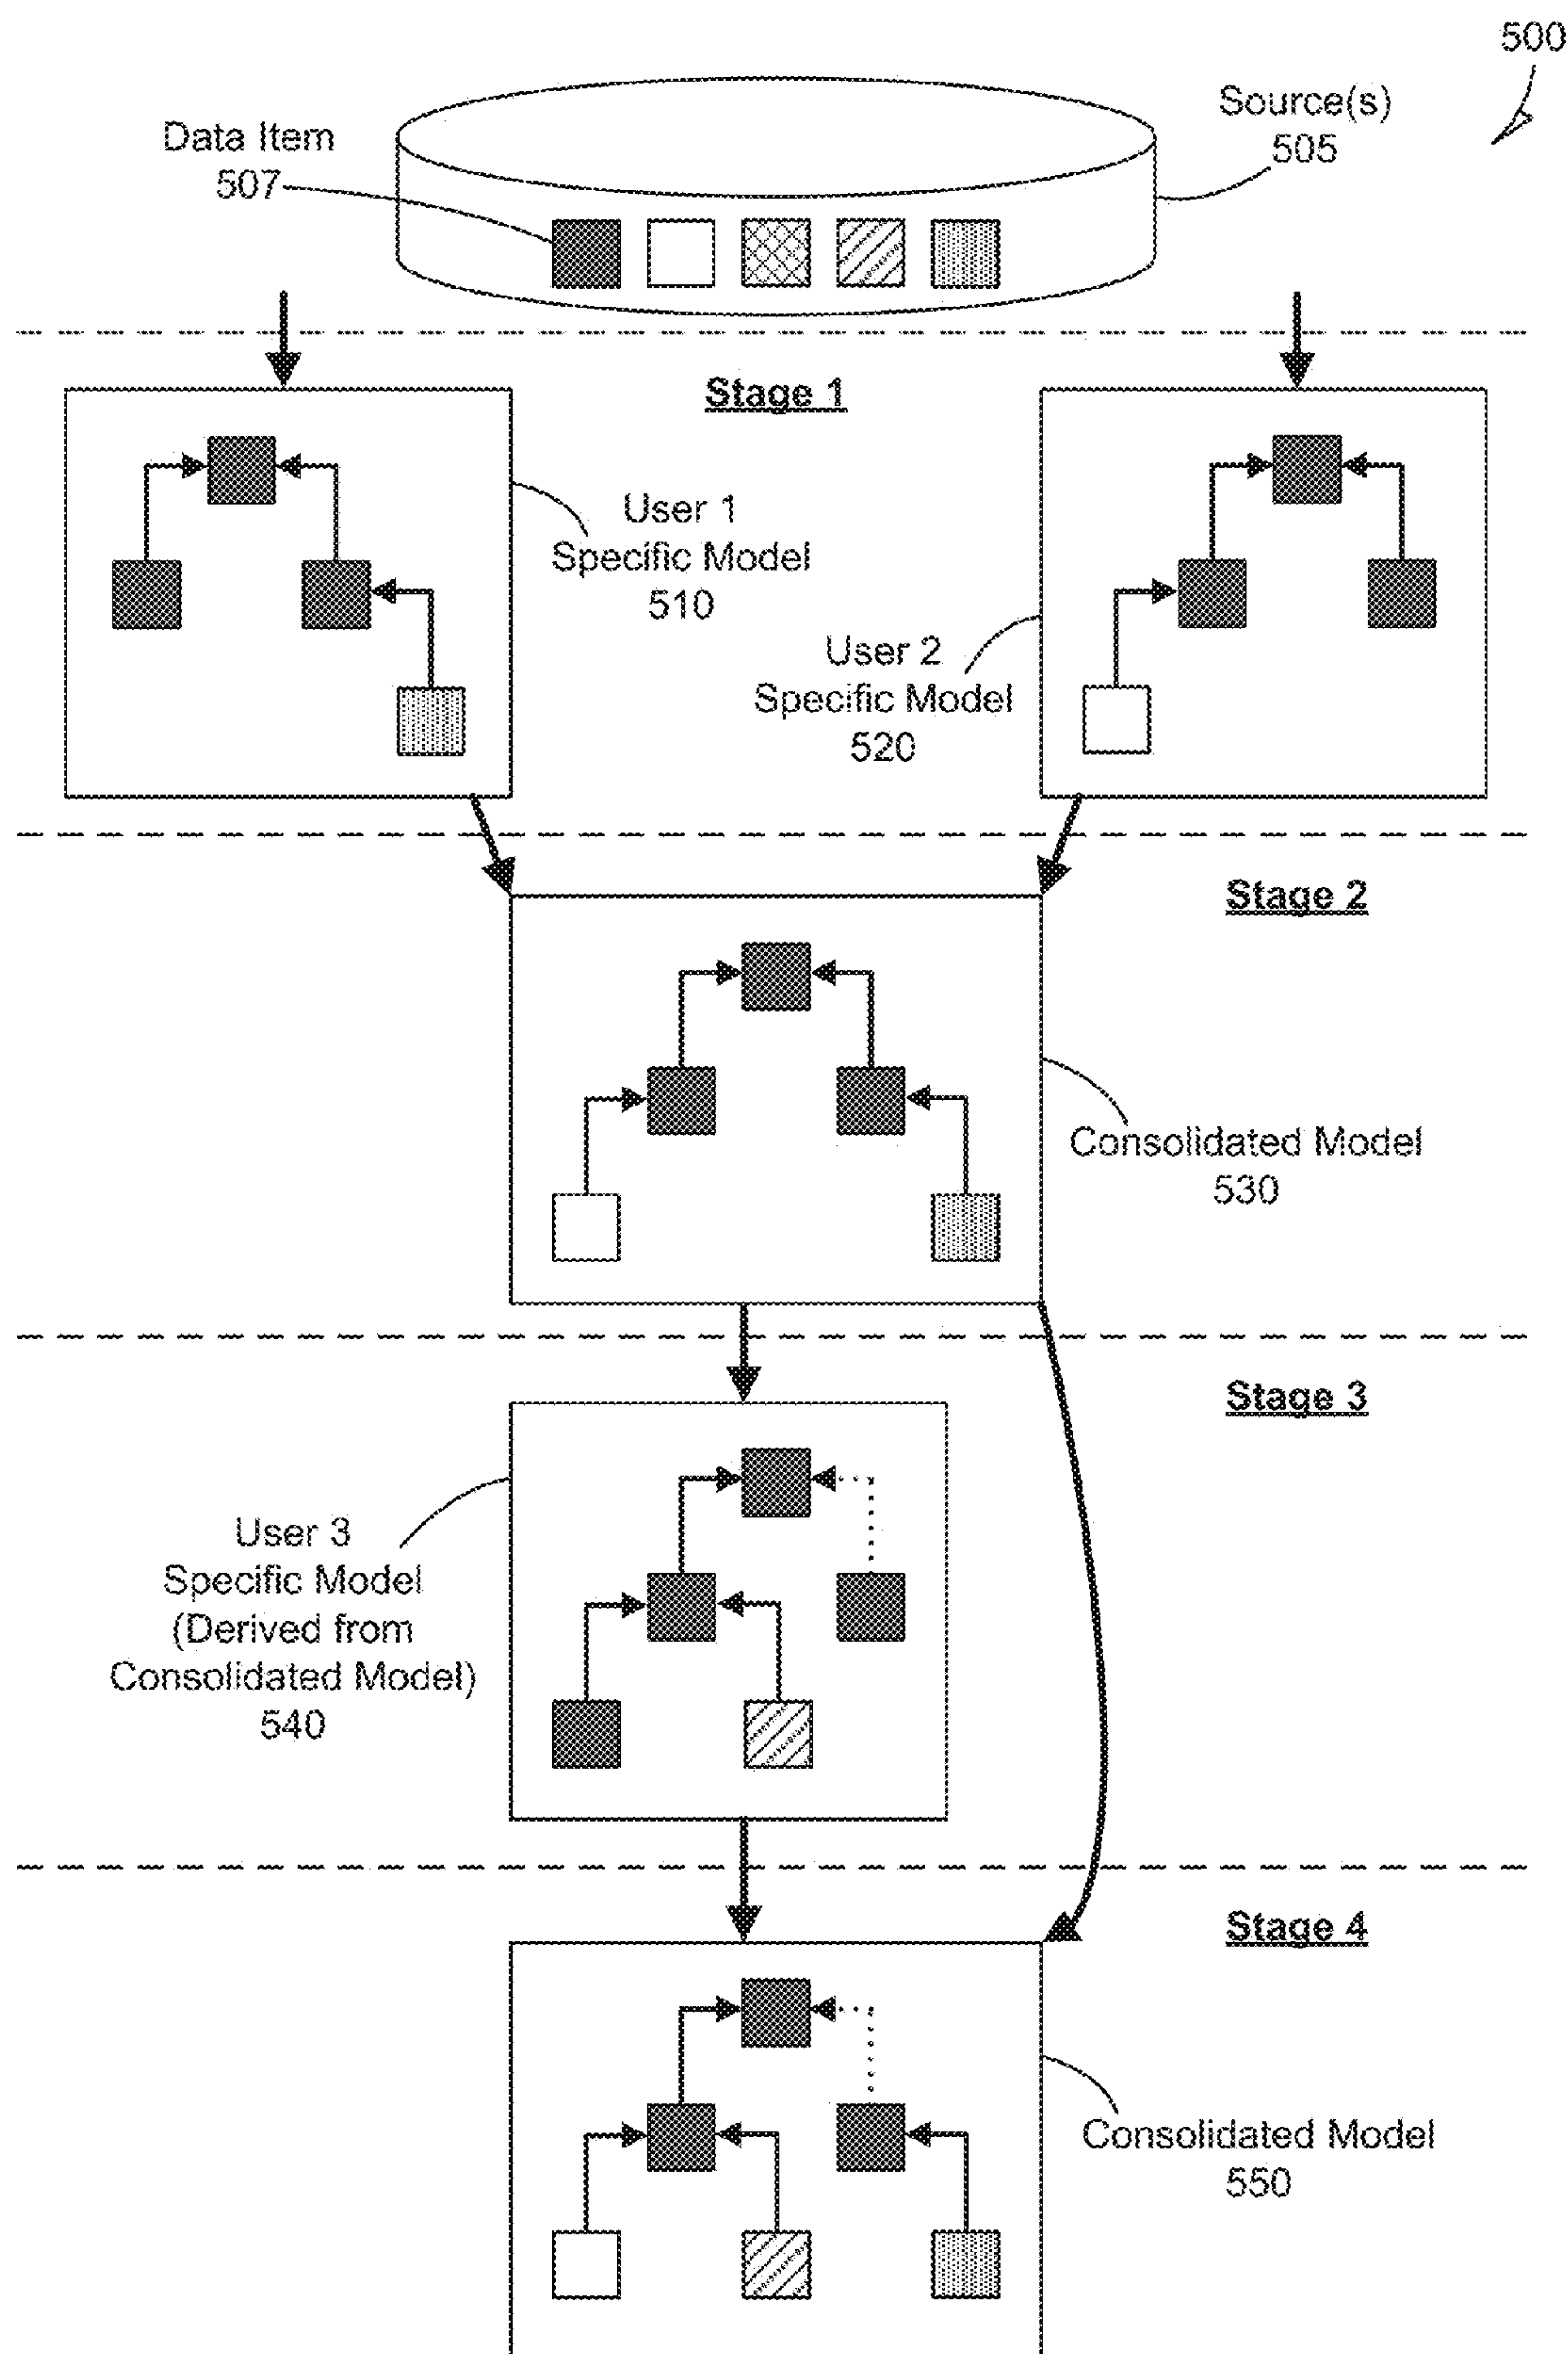 500
Source(s)
505
Data Item
507
Stage 1
User 1
Specific Model
510
User 2
Specific Model
520
Stage 2
Consolidated Model
530
Stage 3
User 3
Specific Model
(Derived from
Consolidated Model)
540
Stage 4
Consolidated Model
550